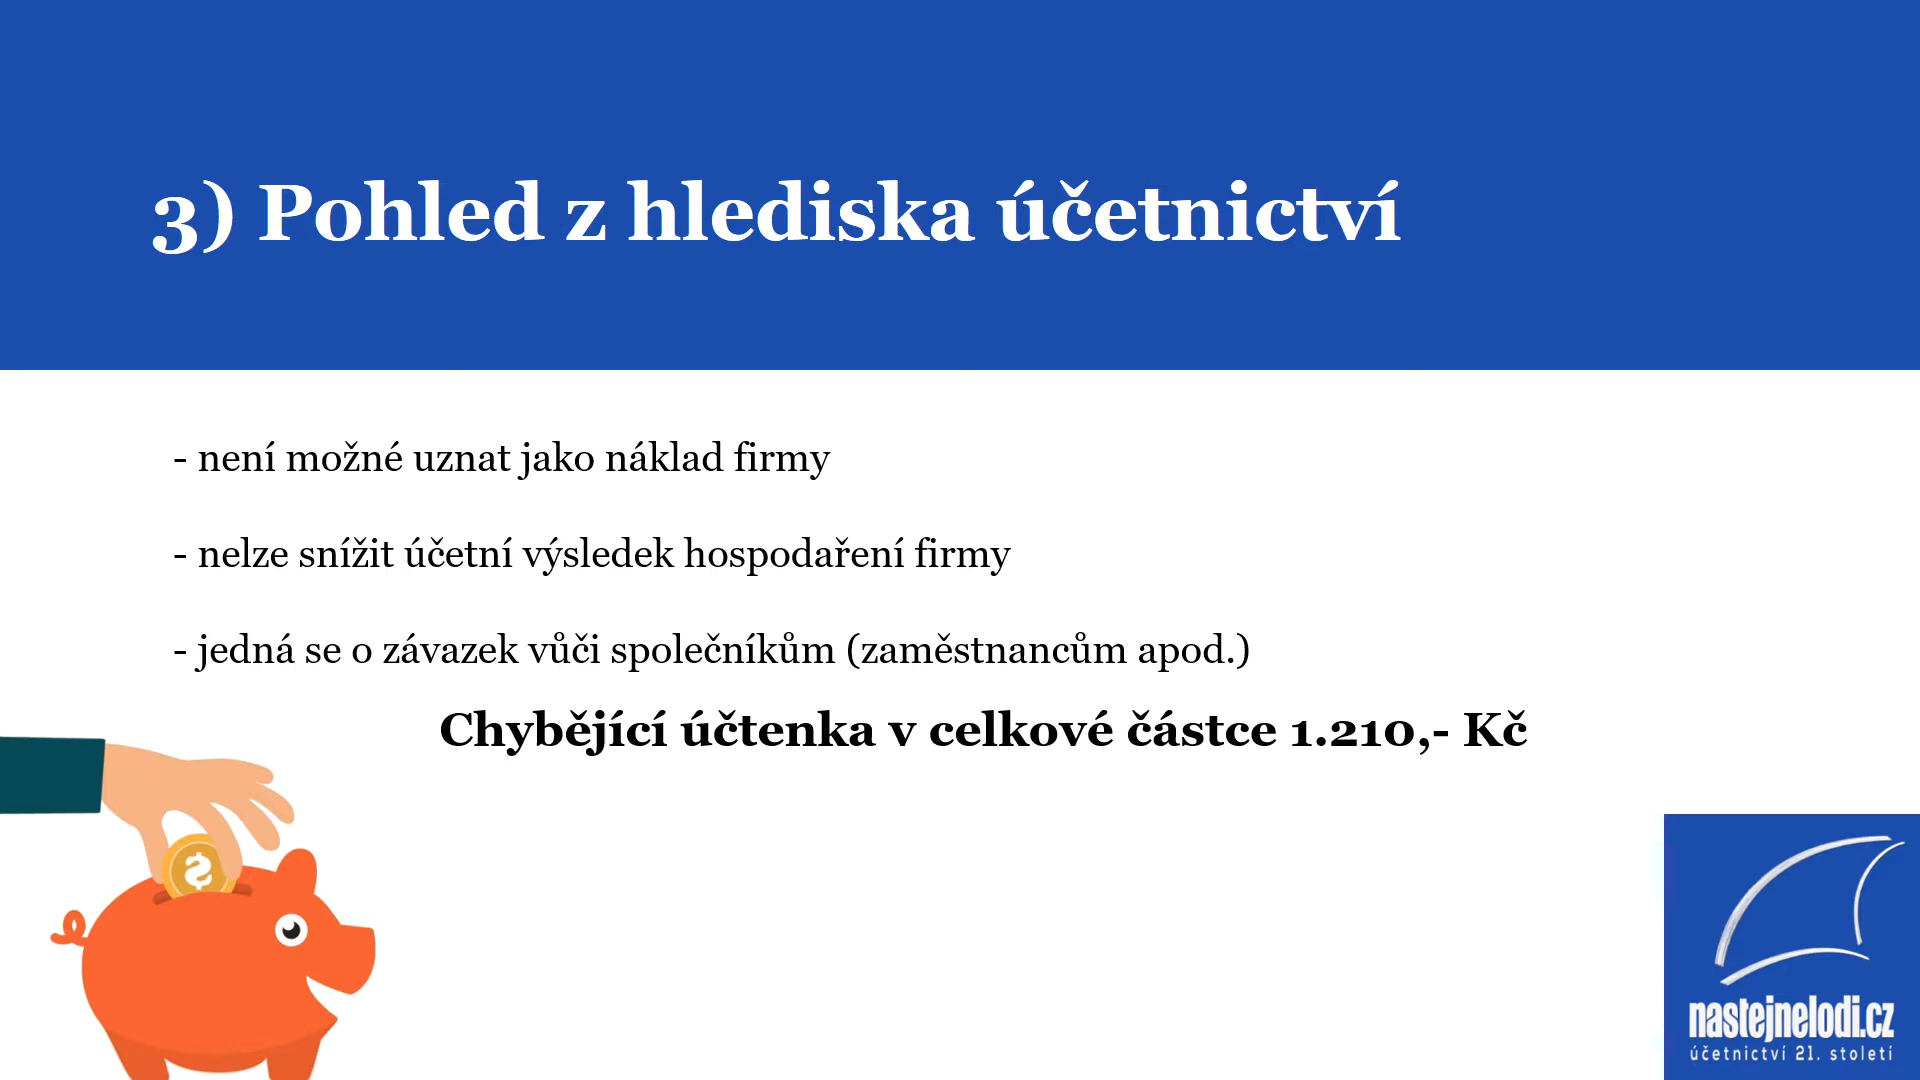 3) Pohled z hlediska účetnictví
- není možné uznat jako náklad firmy
- nelze snížit účetní výsledek hospodaření firmy
- jedná se o závazek vůči společníkům (zaměstnancům apod.)
Chybějící účtenka v celkové částce 1.210,- Kč
nastejnelodi.cz
účetnictví 21. století